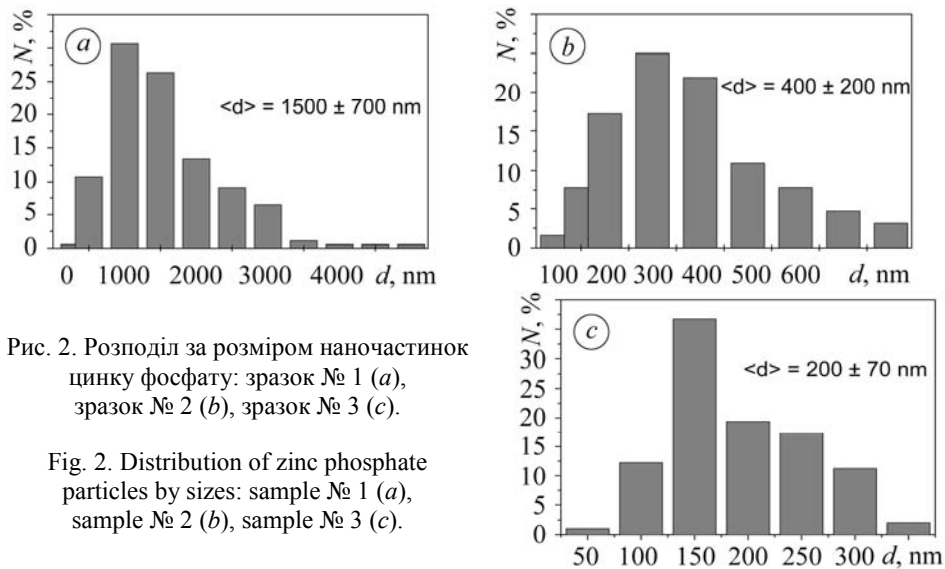 N, %
a
<d> = 1500 ± 700 nm
25
20
15
10
5
0
0 1000 2000 3000 4000 d, nm
N, %
b
<d> = 400 ± 200 nm
20
15
10
5
0
100 200 300 400 500 600 d, nm
N, %
c
<d> = 200 ± 70 nm
30
25
20
15
10
5
0
50 100 150 200 250 300 d, nm
Рис. 2. Розподіл за розміром наночастинок
цинку фосфату: зразок № 1 (a),
зразок № 2 (b), зразок № 3 (c).
Fig. 2. Distribution of zinc phosphate
particles by sizes: sample № 1 (a),
sample № 2 (b), sample № 3 (c).